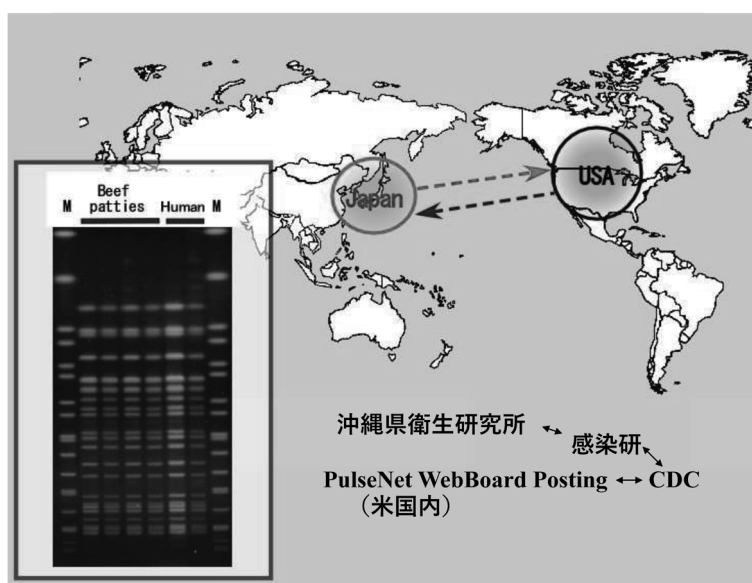 Beef
patties
M Human M
Japan
USA
沖縄県衛生研究所
感染研
PulseNet WebBoard Posting CDC
（米国内）